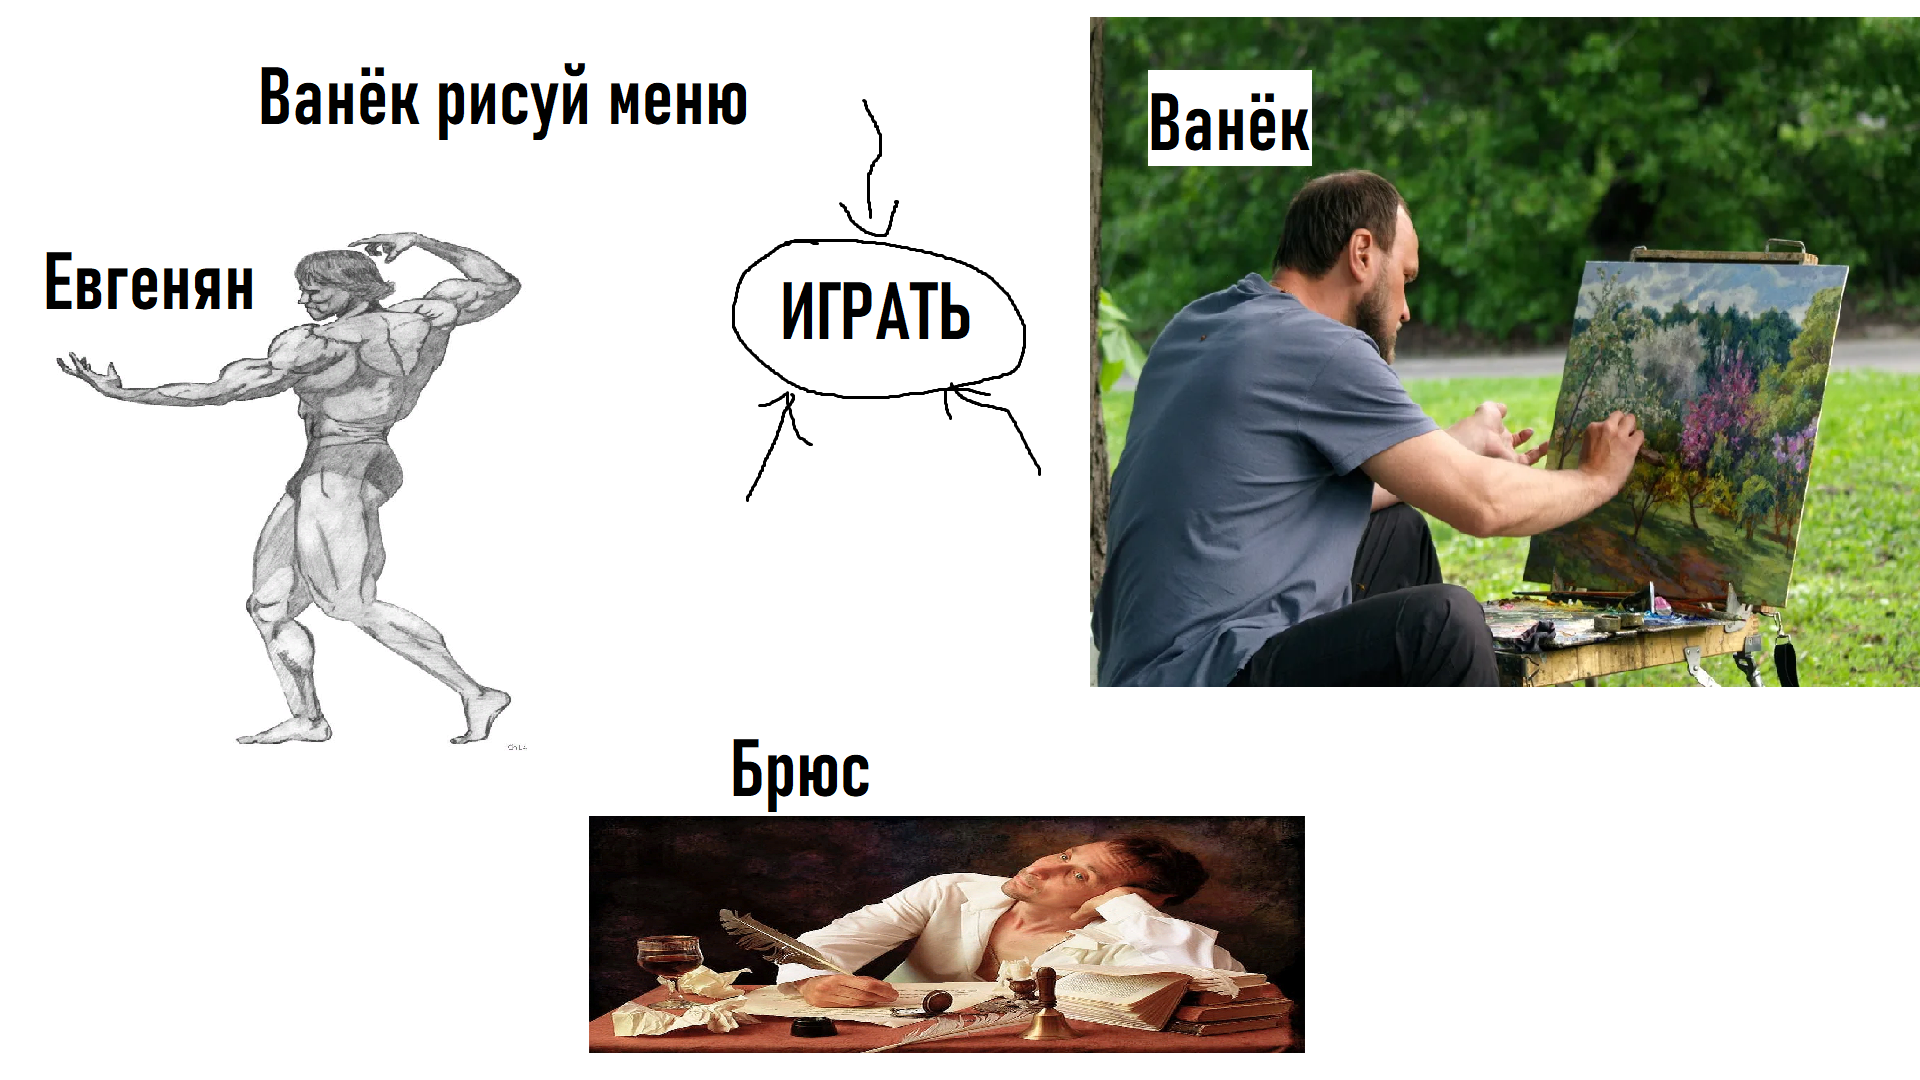 Ванёк рисуй меню
Ванёк
Евгенян
ИГРАТЬ
Брюс